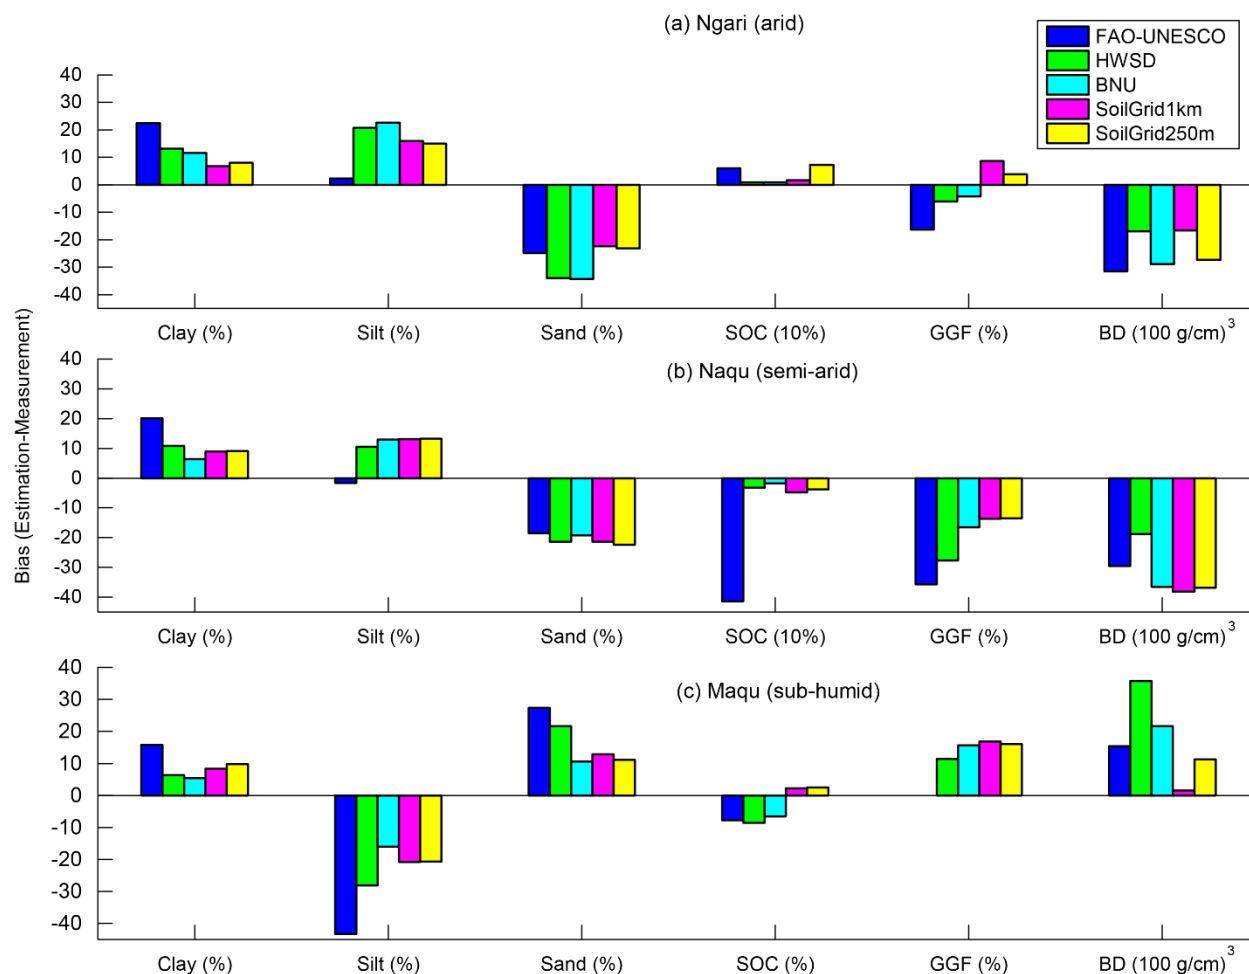 (a) Ngari (arid)
FAO-UNESCO
HWSD
BNU
SoilGrid1km
SoilGrid250m
40
30
20
10
0
-10
-20
-30
-40
Clay (%)
Silt (%)
Sand (%)
SOC (10%)
GGF (%)
BD (100 g/cm)3
Bias (Estimation-Measurement)
(b) Naqu (semi-arid)
40
30
20
10
0
-10
-20
-30
-40
Clay (%)
Silt (%)
Sand (%)
SOC (10%)
GGF (%)
BD (100 g/cm)3
(c) Maqu (sub-humid)
40
30
20
10
0
-10
-20
-30
-40
Clay (%)
Silt (%)
Sand (%)
SOC (10%)
GGF (%)
BD (100 g/cm)3